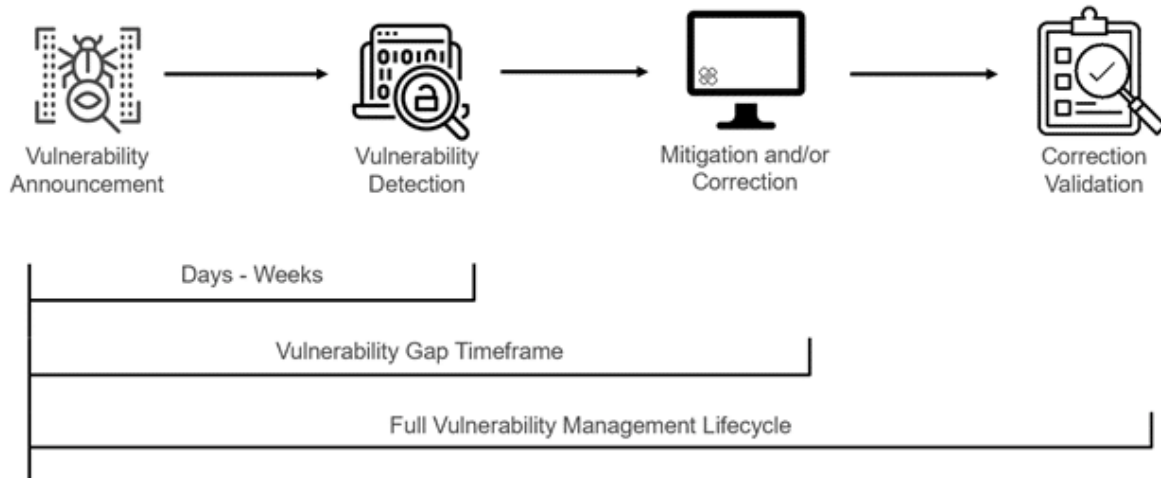 010101
Vulnerability
Announcement
Vulnerability
Detection
Mitigation and/or
Correction
Correction
Validation
Days - Weeks
Vulnerability Gap Timeframe
Full Vulnerability Management Lifecycle